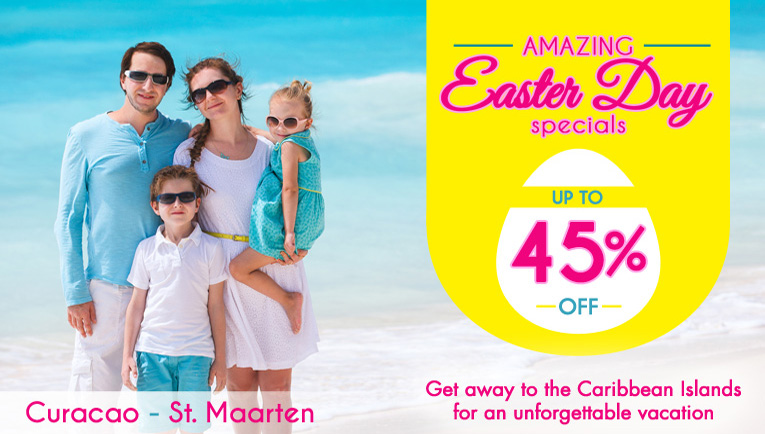 AMAZING
Easter Day
specials
UP TO
45%
OFF
Get away to the Caribbean Islands
for an unforgettable vacation
Curacao - St. Maarten